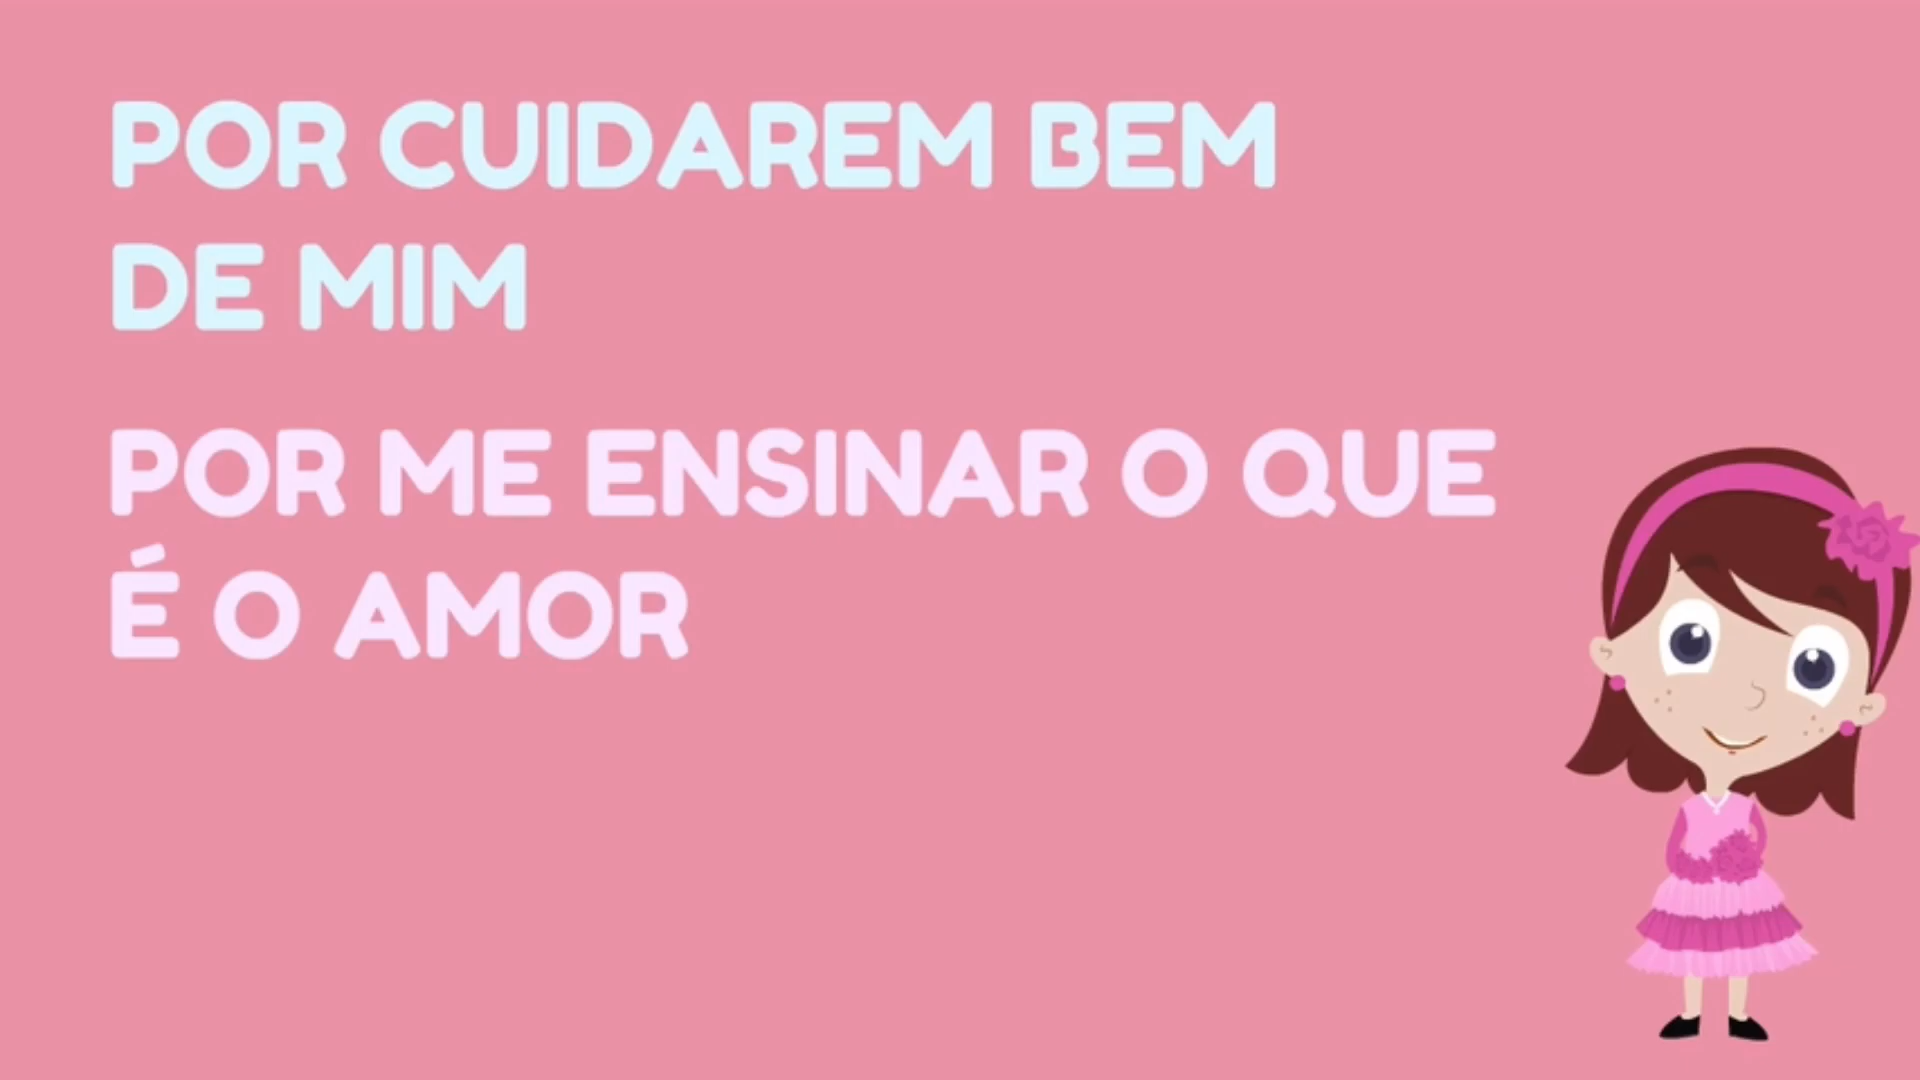 POR CUIDAREM BEM
DE MIM
POR ME ENSINAR O QUE
É O AMOR